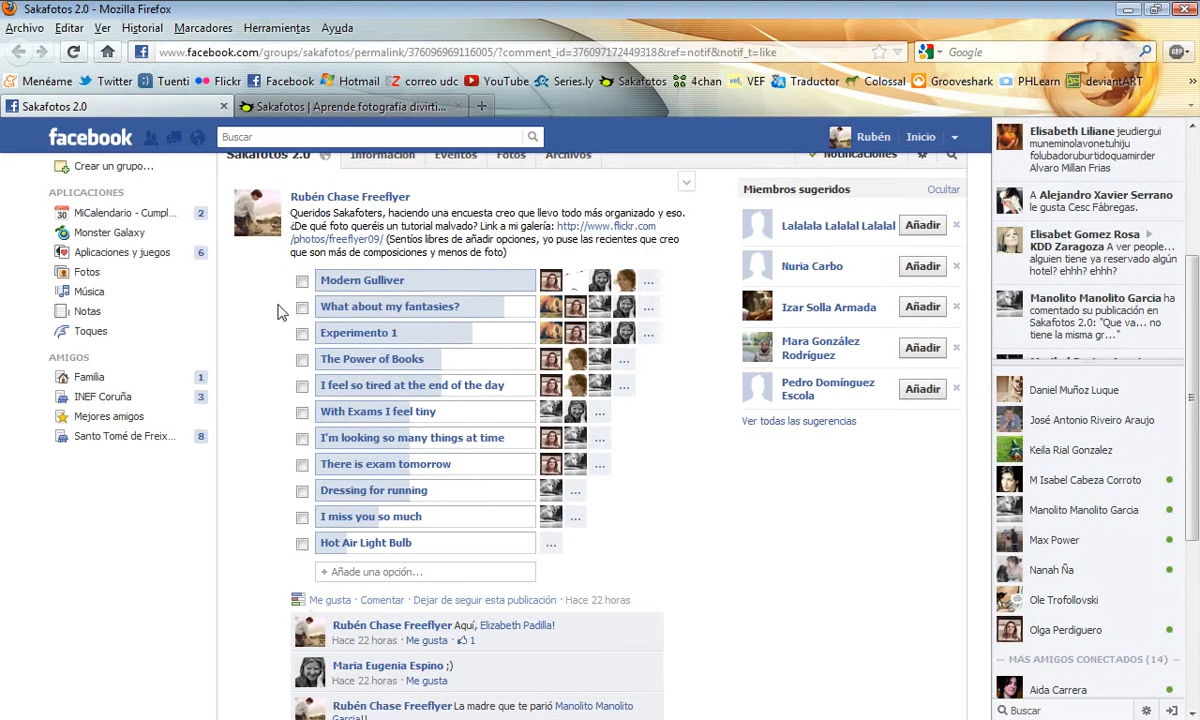 Sakafotos 2.0 - Mozilla Firefox
Archivo Editar Ver Historial Marcadores Herramientas Ayuda
www.facebook.com/groups/sakafotos/permalink/376096969116005/?comment_id=376097172449318&ref=notif&notif_t=like
Google
ABP
Menéame Twitter Tuenti Flickr Facebook Hotmail correo udc YouTube Series.ly Sakafotos 4chan VEF Traductor Colossal Grooveshark PHLearn deviantART
Sakafotos 2.0
Sakafotos | Aprende fotografía diverti...
facebook
Buscar
Rubén Inicio
Sakafotos 2.0 Información Eventos Fotos Archivos
Notificaciones
Crear un grupo...
APLICACIONES
MiCalendario - Cumpl... 2
Monster Galaxy
Aplicaciones y juegos 6
Fotos
Música
Notas
Toques
AMIGOS
Familia 1
INEF Coruña 3
Mejores amigos
Santo Tomé de Freix... 8
Rubén Chase Freeflyer
Queridos Sakafoters, haciendo una encuesta creo que llevo todo más organizado y eso.
¿De qué foto queréis un tutorial malvado? Link a mi galería: http://www.flickr.com
/photos/freeflyer09/ (Sentíos libres de añadir opciones, yo puse las recientes que creo
que son más de composiciones y menos de fotos)
Modern Gulliver ...
What about my fantasies? ...
Experimento 1 ...
The Power of Books ...
I feel so tired at the end of the day ...
With Exams I feel tiny ...
I'm looking so many things at time ...
There is exam tomorrow ...
Dressing for running ...
I miss you so much ...
Hot Air Light Bulb ...
+ Añade una opción...
Me gusta · Comentar · Dejar de seguir esta publicación · Hace 22 horas
Rubén Chase Freeflyer Aquí, Elizabeth Padilla!
Hace 22 horas · Me gusta · 1
Maria Eugenia Espino ;)
Hace 22 horas · Me gusta
Rubén Chase Freeflyer La madre que te parió Manolito Manolito
Garcia!!
Miembros sugeridos Ocultar
Lalalala Lalalal Lalalal Añadir
Nuria Carbo Añadir
Izar Solla Armada Añadir
Mara González
Rodríguez Añadir
Pedro Domínguez
Escola Añadir
Ver todas las sugerencias
Elisabeth Liliane jeudiergui
muneminolavonetuhiju
folubadoruburtidoquamirder
Alvaro Millan Frias
A Alejandro Xavier Serrano
le gusta Cesc Fàbregas.
Elisabet Gomez Rosa
KDD Zaragoza A ver people...
alguien tiene ya reservado algún
hotel? ehhh? ehhh?
Manolito Manolito Garcia ha
comentado su publicación en
Sakafotos 2.0: "Que va... no
tiene la misma gr..."
Daniel Muñoz Luque
José Antonio Riveiro Araujo
Keila Rial Gonzalez
M Isabel Cabeza Corroto
Manolito Manolito Garcia
Max Power
Nanah Ña
Ole Trofollovski
Olga Perdiguero
MÁS AMIGOS CONECTADOS (14)
Aida Carrera
Buscar